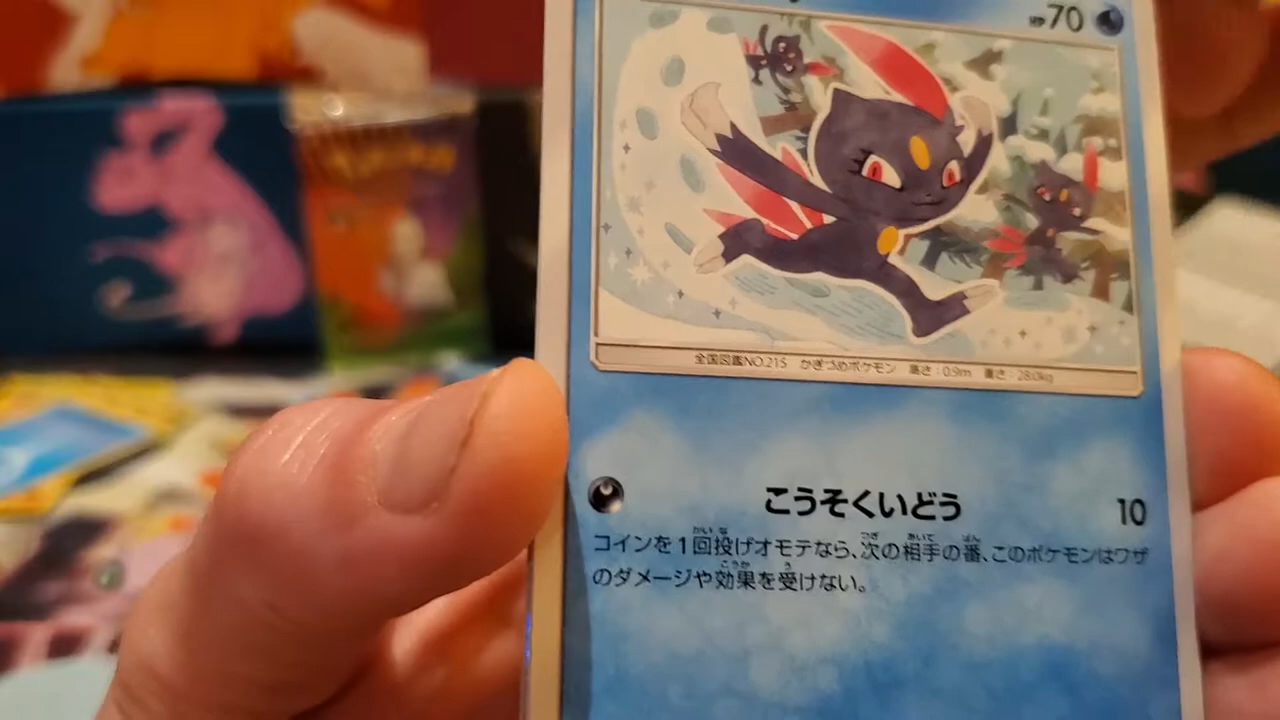 HP70
全国図鑑NO.215 かぎづめポケモン 高さ：0.9m 重さ：28.0kg
こうそくいどう 10
コインを1回投げオモテなら、次の相手の番、このポケモンはワザ
のダメージや効果を受けない。